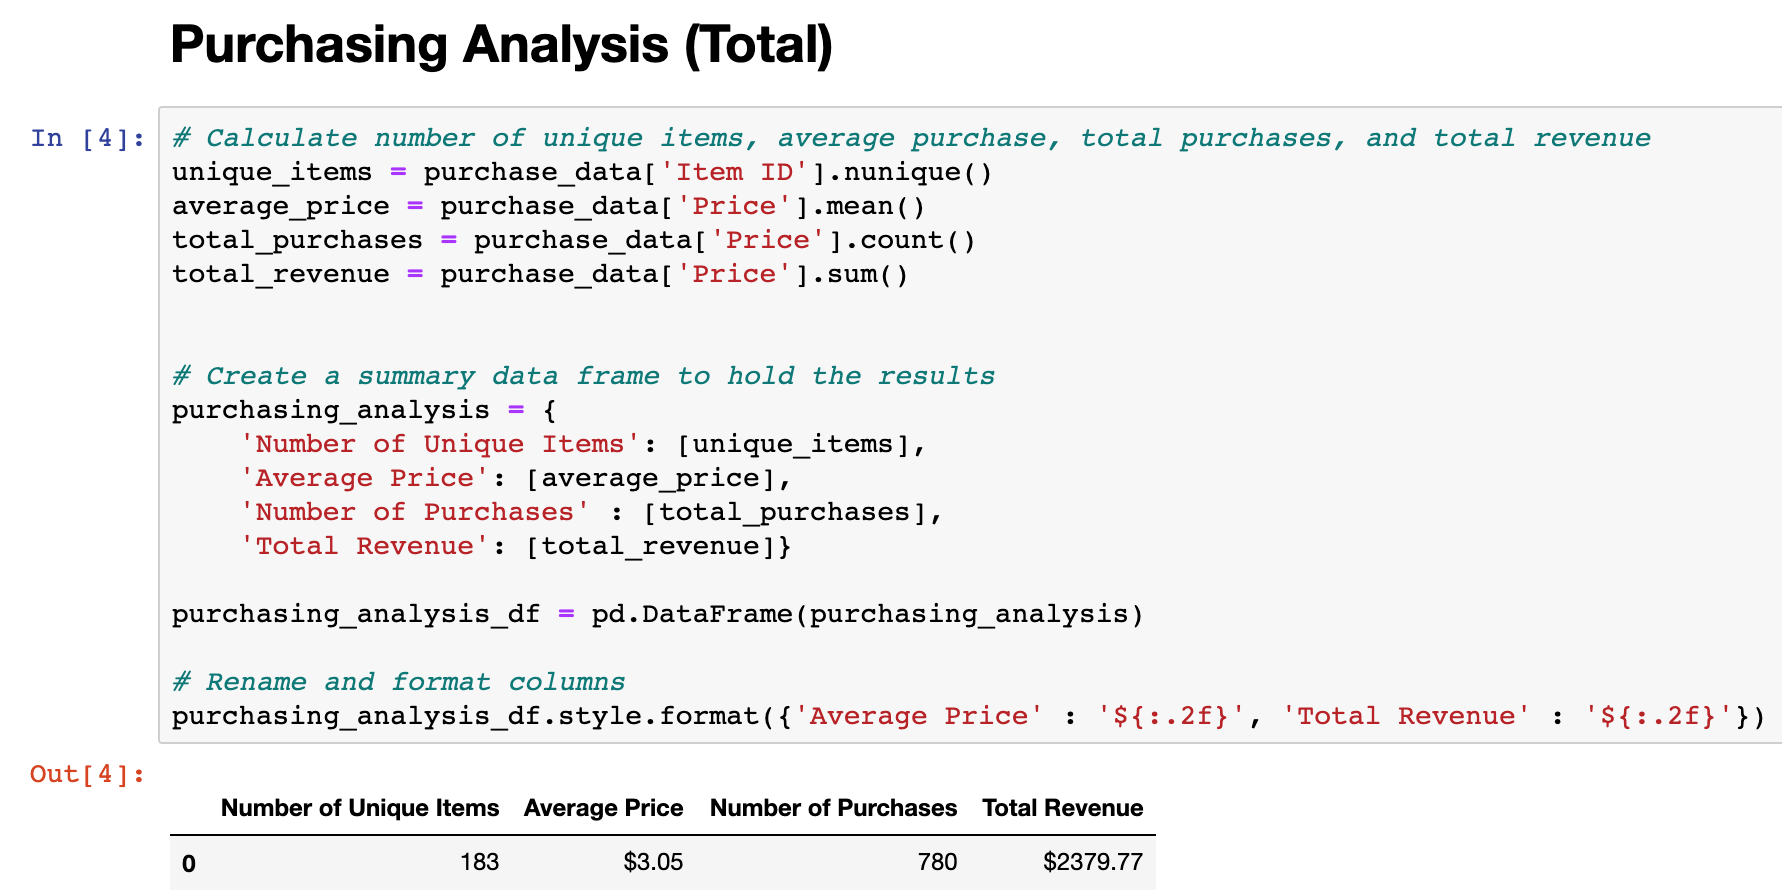 Purchasing Analysis (Total)
In [4]:
# Calculate number of unique items, average purchase, total purchases, and total revenue
unique_items = purchase_data['Item ID'].nunique()
average_price = purchase_data['Price'].mean()
total_purchases = purchase_data['Price'].count()
total_revenue = purchase_data['Price'].sum()
# Create a summary data frame to hold the results
purchasing_analysis = {
    'Number of Unique Items': [unique_items],
    'Average Price': [average_price],
    'Number of Purchases' : [total_purchases],
    'Total Revenue': [total_revenue]}
purchasing_analysis_df = pd.DataFrame(purchasing_analysis)
# Rename and format columns
purchasing_analysis_df.style.format({'Average Price' : '${:.2f}', 'Total Revenue' : '${:.2f}'})
Out[4]:
Number of Unique Items Average Price Number of Purchases Total Revenue
0 183 $3.05 780 $2379.77